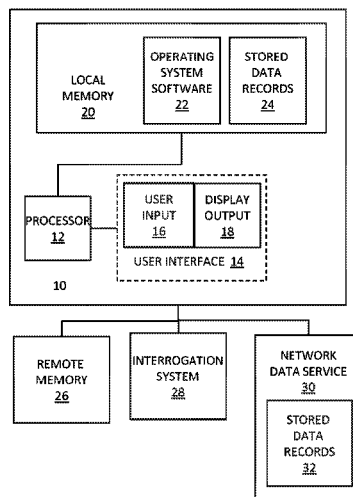 LOCAL
MEMORY
20
OPERATING
SYSTEM
SOFTWARE
22
STORED
DATA
RECORDS
24
PROCESSOR
12
USER
INPUT
16
DISPLAY
OUTPUT
18
USER INTERFACE 14
10
REMOTE
MEMORY
26
INTERROGATION
SYSTEM
28
NETWORK
DATA SERVICE
30
STORED
DATA
RECORDS
32